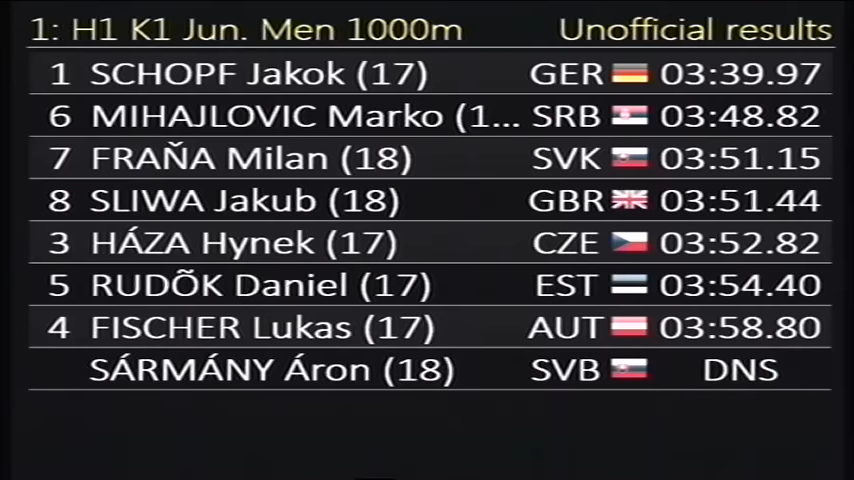 1: H1 K1 Jun. Men 1000m Unofficial results
1 SCHOPF Jakok (17) GER 03:39.97
6 MIHAJLOVIC Marko (1... SRB 03:48.82
7 FRAŇA Milan (18) SVK 03:51.15
8 SLIWA Jakub (18) GBR 03:51.44
3 HÁZA Hynek (17) CZE 03:52.82
5 RUDÕK Daniel (17) EST 03:54.40
4 FISCHER Lukas (17) AUT 03:58.80
SÁRMÁNY Áron (18) SVB DNS